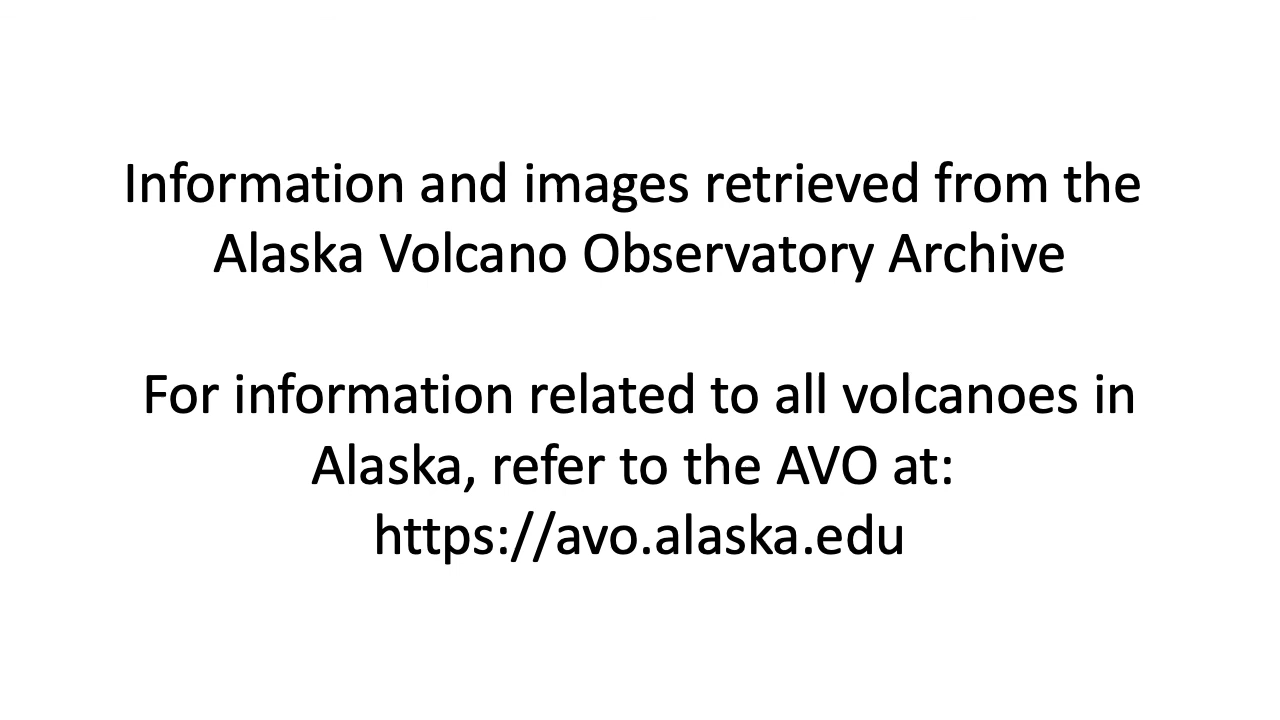 Information and images retrieved from the
Alaska Volcano Observatory Archive
For information related to all volcanoes in
Alaska, refer to the AVO at:
https://avo.alaska.edu